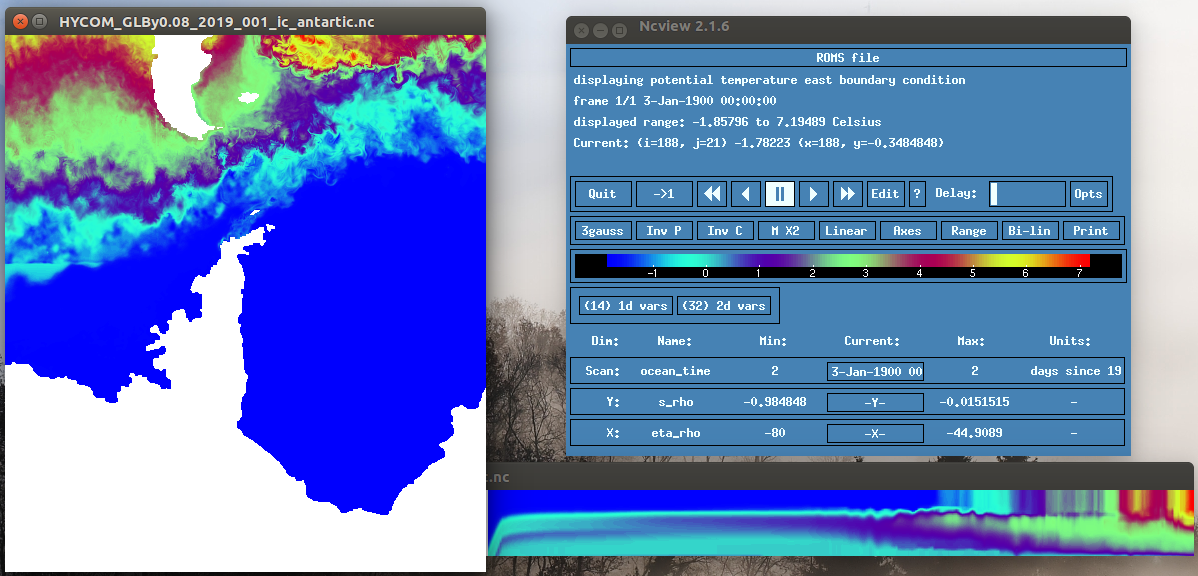 HYCOM_GLBy0.08_2019_001_ic_antartic.nc
Ncview 2.1.6
ROMS file
displaying potential temperature east boundary condition
frame 1/1 3-Jan-1900 00:00:00
displayed range: -1.85796 to 7.19489 Celsius
Current: (i=188, j=21) -1.78223 (x=188, y=-0.3484848)
Quit ->1 Edit ? Delay: Opts
3gauss Inv P Inv C M X2 Linear Axes Range Bi-lin Print
-1 0 1 2 3 4 5 6 7
(14) 1d vars (32) 2d vars
Dim: Name: Min: Current: Max: Units:
Scan: ocean_time 2 3-Jan-1900 00 2 days since 19
Y: s_rho -0.984848 -Y- -0.0151515 -
X: eta_rho -80 -X- -44.9089 -
.nc